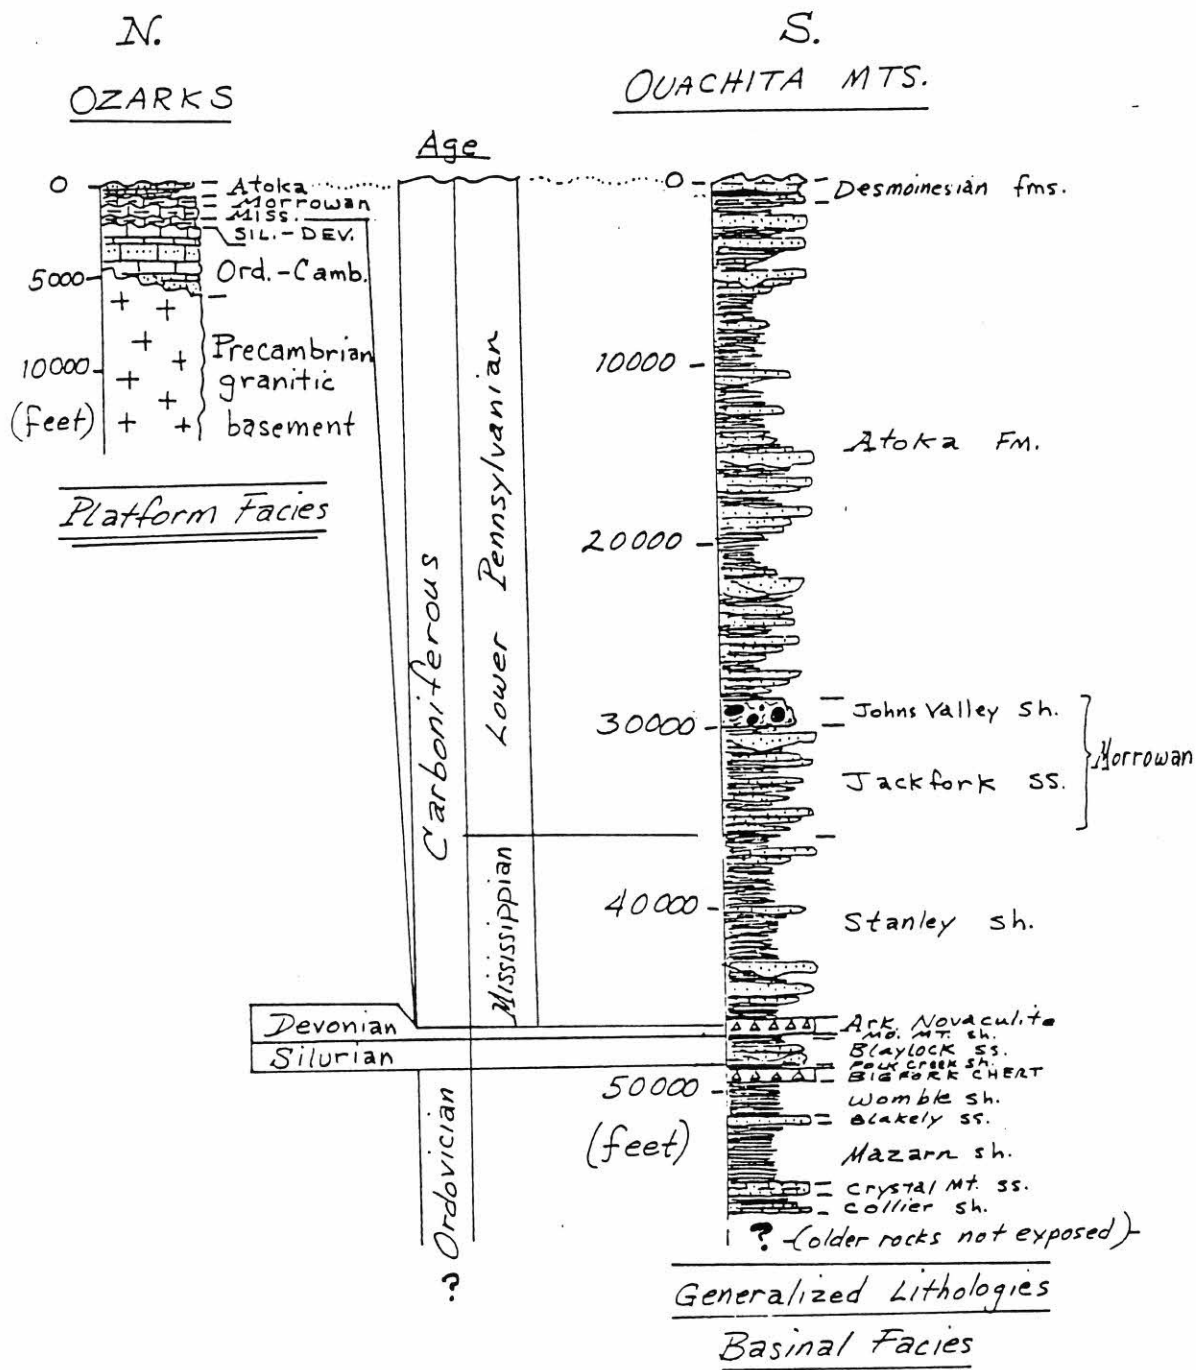 N.
OZARKS
0
5000
10000
(feet)
Atoka
Morrowan
Miss.
SIL.-DEV.
Ord.-Camb.
Precambrian
granitic
basement
Platform Facies
Age
Carboniferous
Lower Pennsylvanian
Mississippian
Devonian
Silurian
Ordovician
?
S.
OUACHITA MTS.
0
10000
20000
30000
40000
50000
(feet)
Desmoinesian fms.
Atoka Fm.
Johns Valley Sh.
Jackfork ss.
Morrowan
Stanley sh.
Ark. Novaculite
MO. MT. sh.
Blaylock ss.
POLK Creek sh.
BIGFORK CHERT
Womble sh.
Blakely ss.
Mazarn sh.
Crystal Mt. ss.
Collier sh.
? (older rocks not exposed)
Generalized Lithologies
Basinal Facies